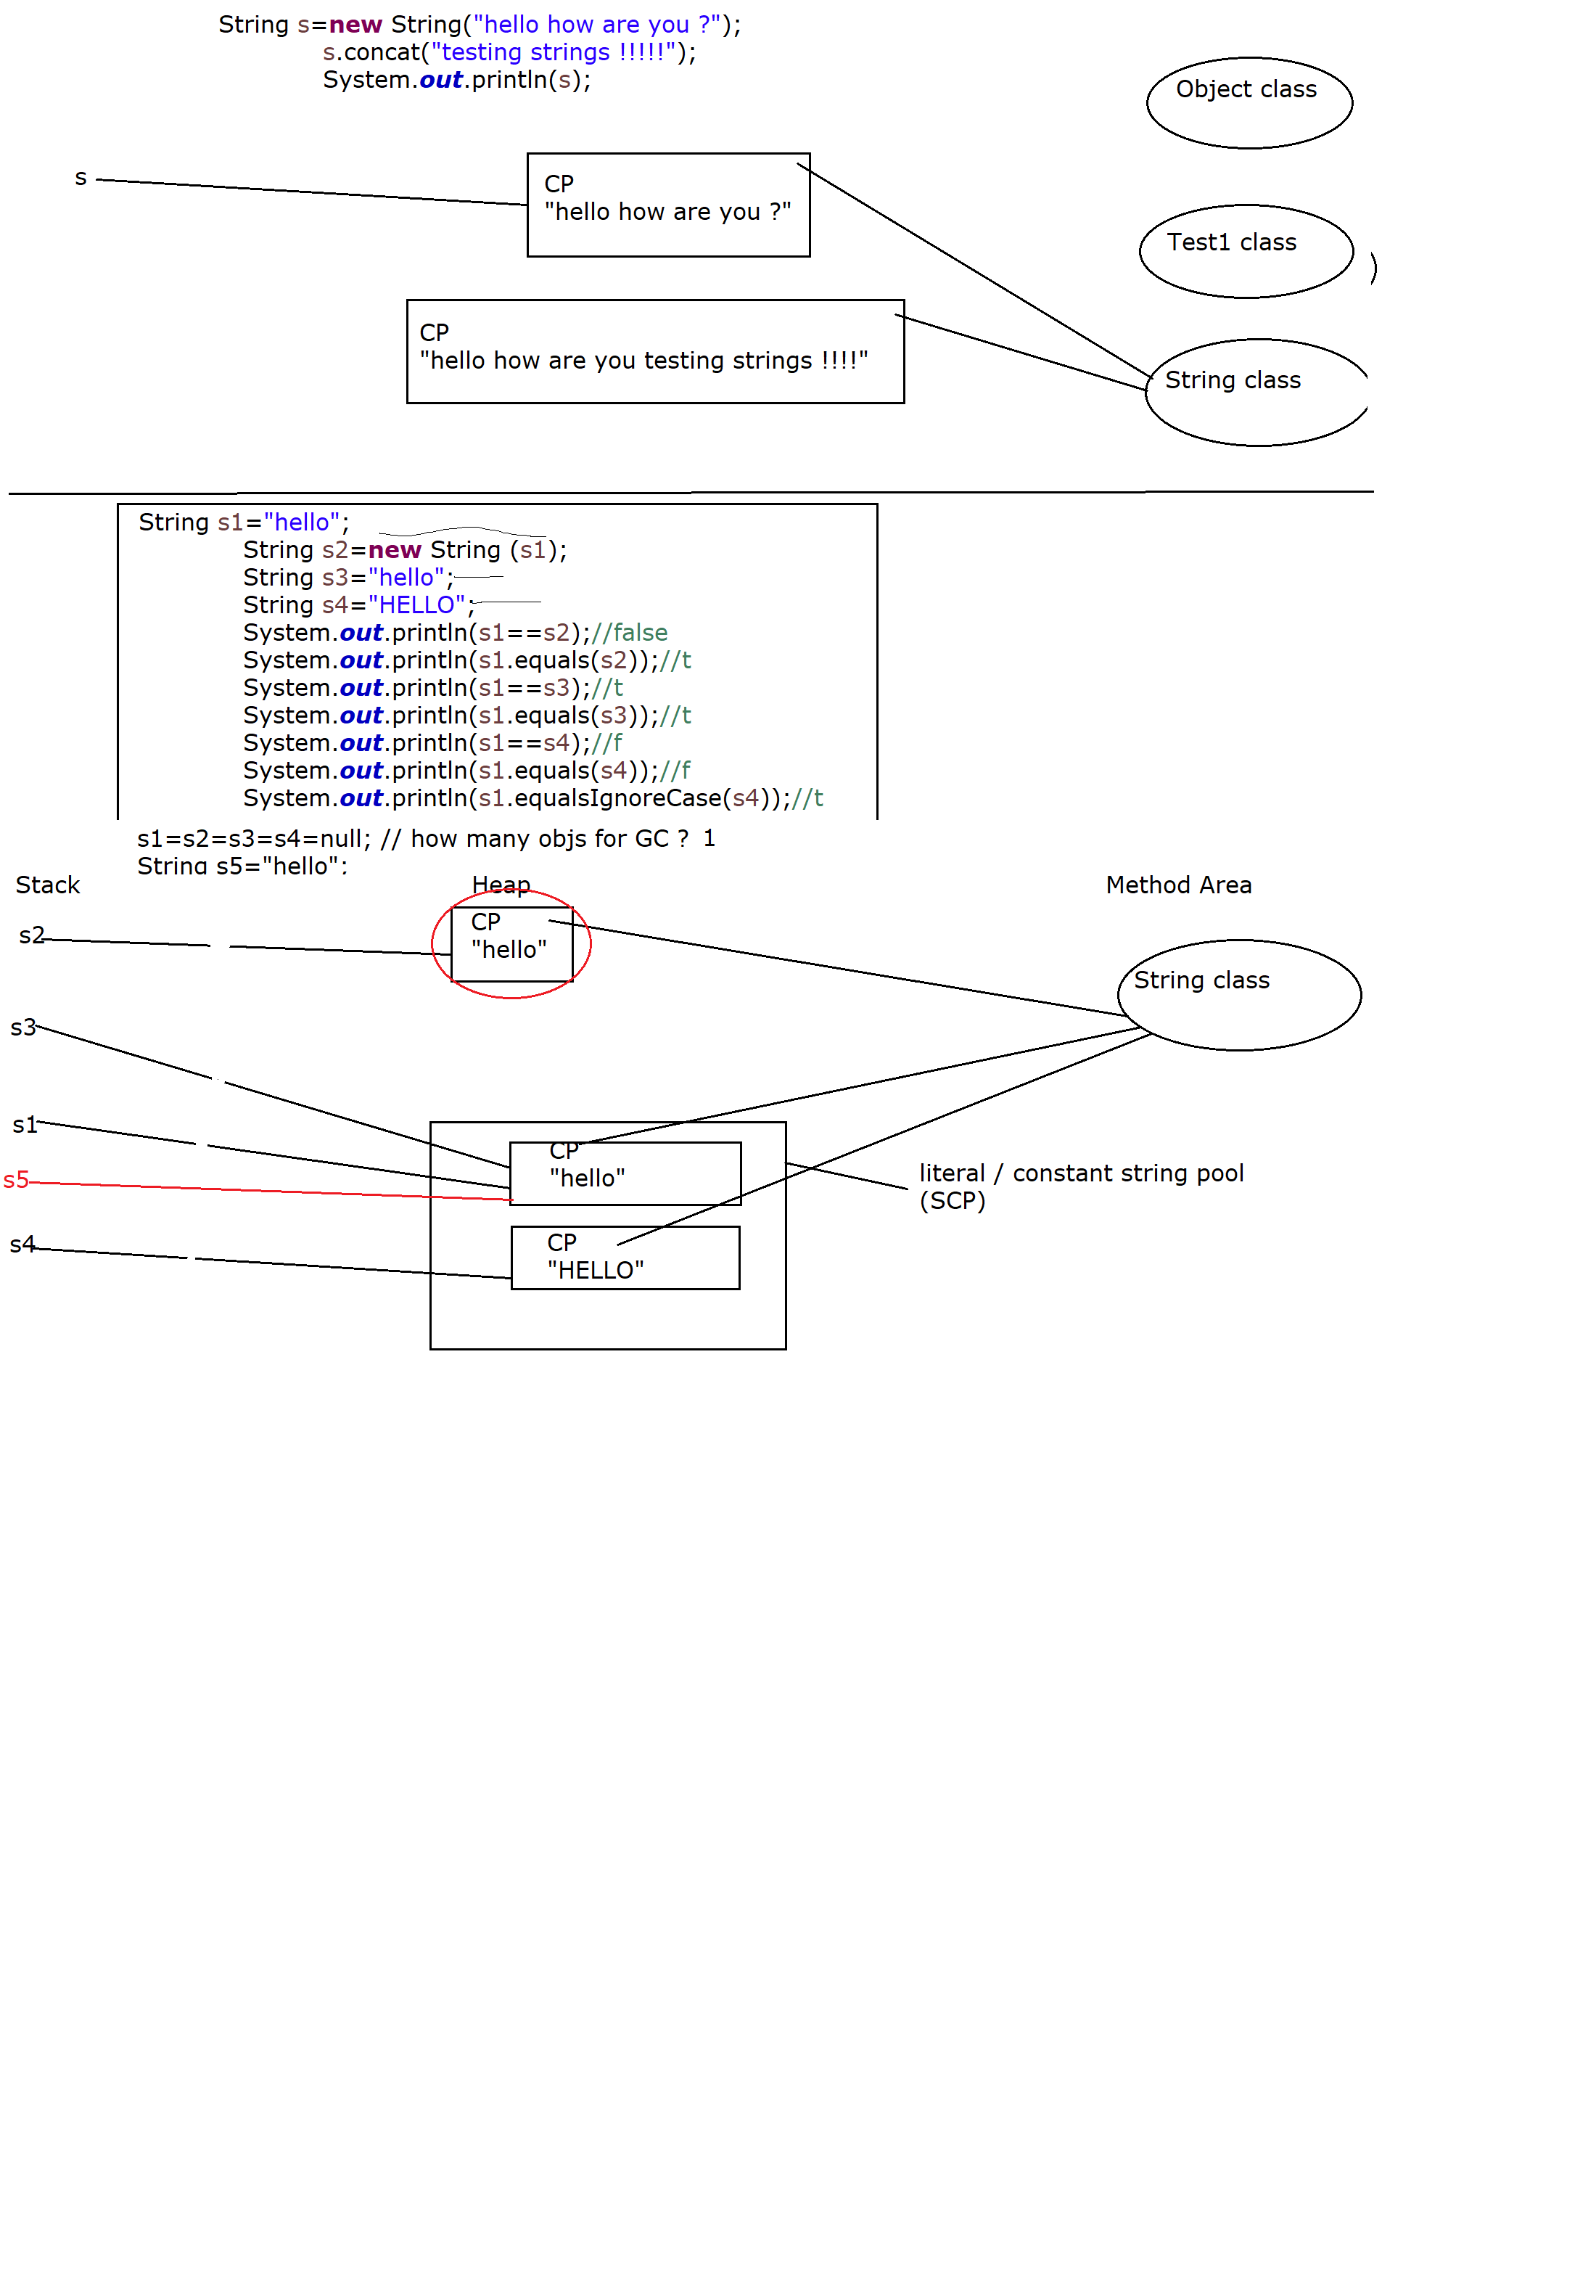 String s=new String("hello how are you ?");
s.concat("testing strings !!!!!");
System.out.println(s);
Object class
s
CP
"hello how are you ?"
Test1 class
CP
"hello how are you testing strings !!!!"
String class
String s1="hello";
String s2=new String (s1);
String s3="hello";
String s4="HELLO";
System.out.println(s1==s2);//false
System.out.println(s1.equals(s2));//t
System.out.println(s1==s3);//t
System.out.println(s1.equals(s3));//t
System.out.println(s1==s4);//f
System.out.println(s1.equals(s4));//f
System.out.println(s1.equalsIgnoreCase(s4));//t
s1=s2=s3=s4=null; // how many objs for GC ? 1
String s5="hello";
Stack
Heap
Method Area
s2
CP
"hello"
String class
s3
s1
CP
"hello"
literal / constant string pool
(SCP)
s5
s4
CP
"HELLO"